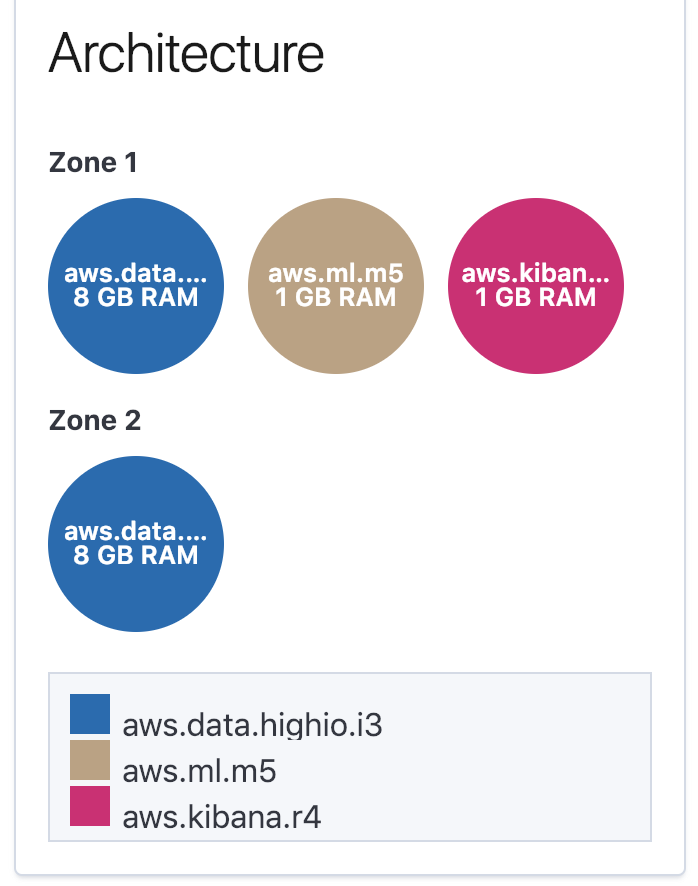 Architecture
Zone 1
aws.data....
8 GB RAM
aws.ml.m5
1 GB RAM
aws.kiban...
1 GB RAM
Zone 2
aws.data....
8 GB RAM
aws.data.highio.i3
aws.ml.m5
aws.kibana.r4